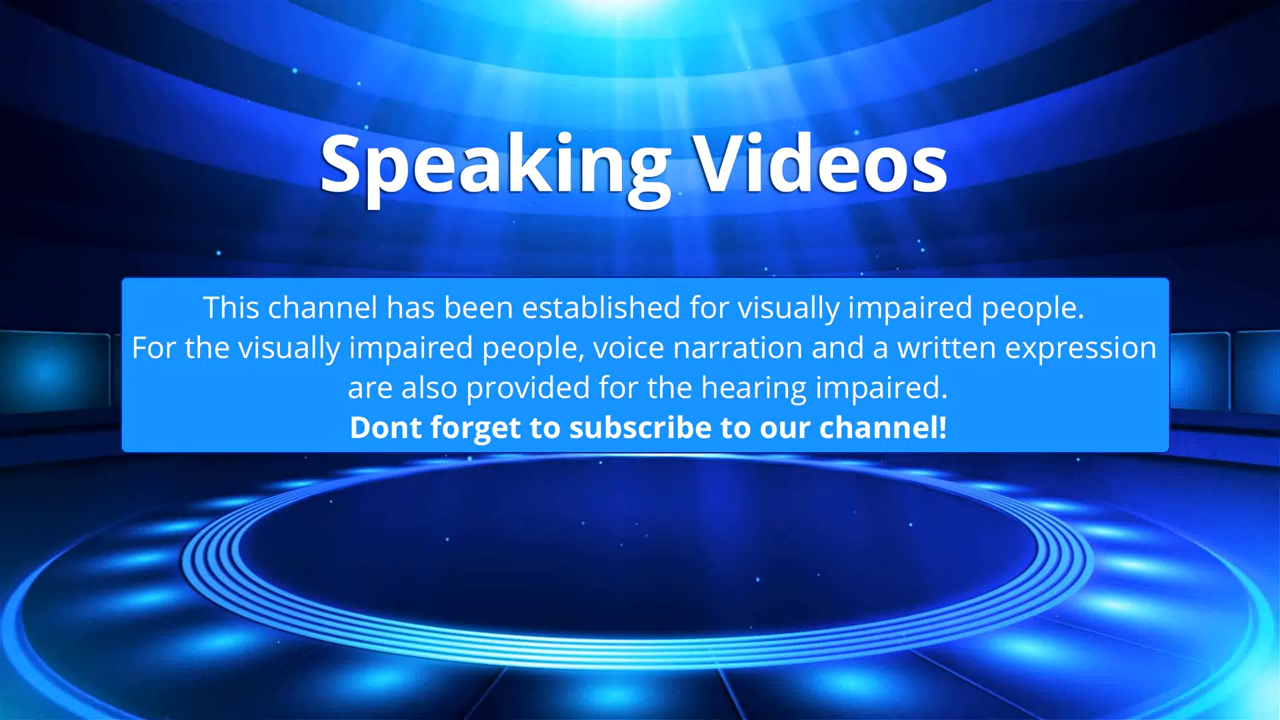 Speaking Videos
This channel has been established for visually impaired people.
For the visually impaired people, voice narration and a written expression
are also provided for the hearing impaired.
Dont forget to subscribe to our channel!